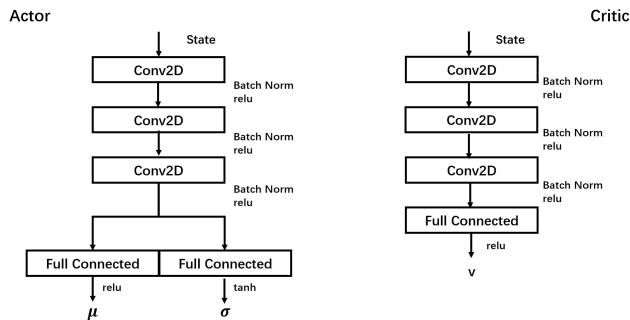 Actor
State
Conv2D
Batch Norm
relu
Conv2D
Batch Norm
relu
Conv2D
Batch Norm
relu
Full Connected
Full Connected
relu
tanh
μ
σ
Critic
State
Conv2D
Batch Norm
relu
Conv2D
Batch Norm
relu
Conv2D
Batch Norm
relu
Full Connected
relu
v